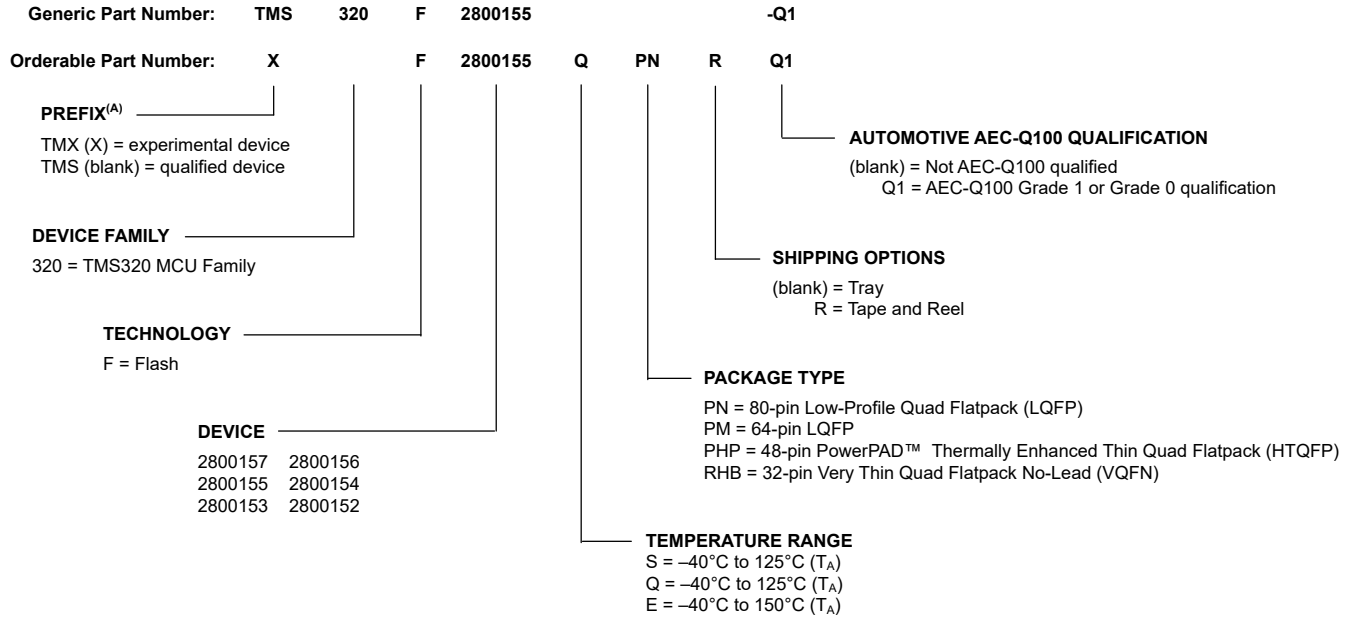 Generic Part Number: TMS 320 F 2800155 -Q1
Orderable Part Number: X F 2800155 Q PN R Q1
PREFIX(A)
TMX (X) = experimental device
TMS (blank) = qualified device
DEVICE FAMILY
320 = TMS320 MCU Family
TECHNOLOGY
F = Flash
DEVICE
2800157 2800156
2800155 2800154
2800153 2800152
AUTOMOTIVE AEC-Q100 QUALIFICATION
(blank) = Not AEC-Q100 qualified
Q1 = AEC-Q100 Grade 1 or Grade 0 qualification
SHIPPING OPTIONS
(blank) = Tray
R = Tape and Reel
PACKAGE TYPE
PN = 80-pin Low-Profile Quad Flatpack (LQFP)
PM = 64-pin LQFP
PHP = 48-pin PowerPAD™ Thermally Enhanced Thin Quad Flatpack (HTQFP)
RHB = 32-pin Very Thin Quad Flatpack No-Lead (VQFN)
TEMPERATURE RANGE
S = –40°C to 125°C (TA)
Q = –40°C to 125°C (TA)
E = –40°C to 150°C (TA)